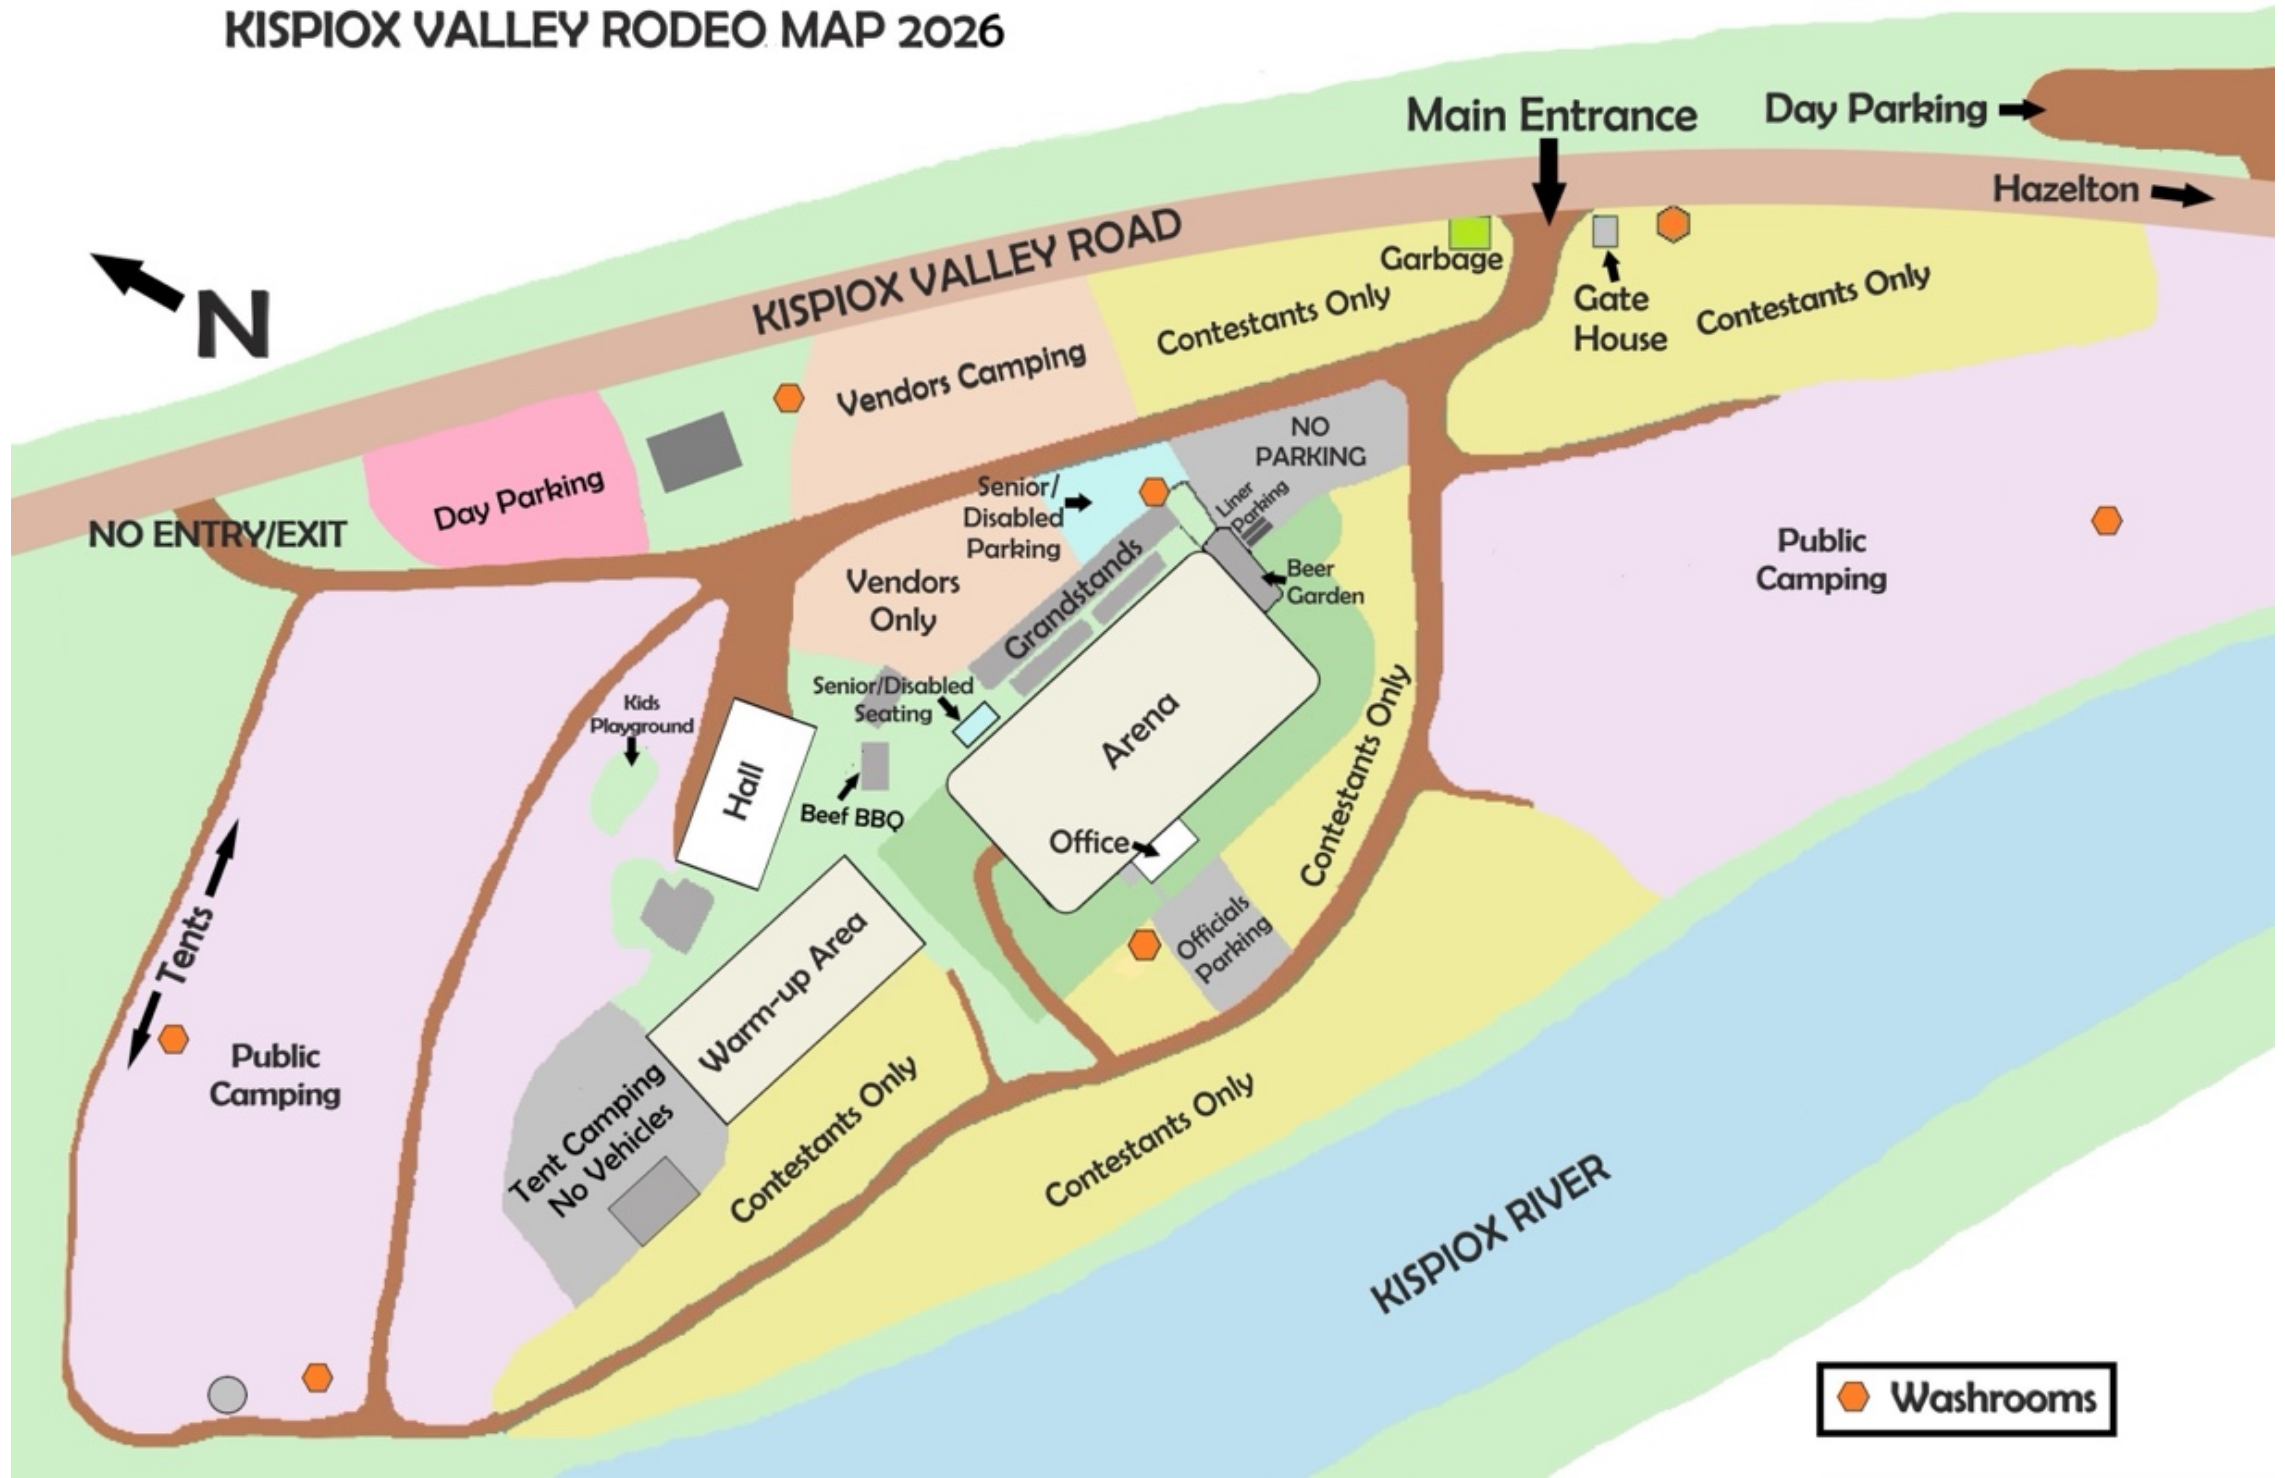 KISPIOX VALLEY RODEO MAP 2026
Main Entrance
Day Parking
Hazelton
N
KISPIOX VALLEY ROAD
Garbage
Gate
House
Contestants Only
Contestants Only
Vendors Camping
NO
PARKING
Day Parking
NO ENTRY/EXIT
Senior/
Disabled
Parking
Liner
Parking
Grandstands
Beer
Garden
Vendors
Only
Public
Camping
Senior/Disabled
Seating
Kids
Playground
Arena
Hall
Beef BBQ
Office
Contestants Only
Officials
Parking
Tents
Warm-up Area
Public
Camping
Tent Camping
No Vehicles
Contestants Only
Contestants Only
KISPIOX RIVER
Washrooms